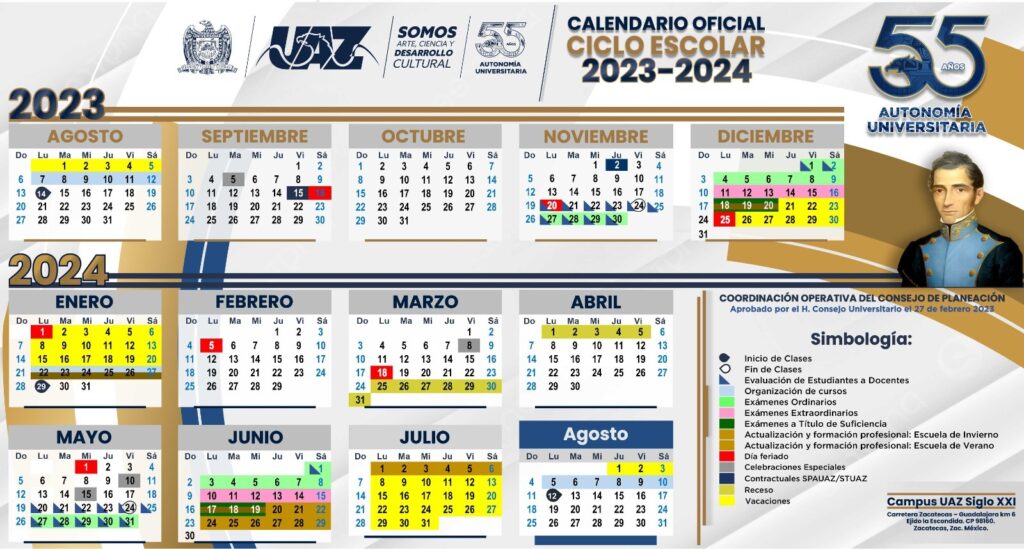 UAZ
SOMOS
ARTE, CIENCIA Y
DESARROLLO
CULTURAL
55
AÑOS
AUTONOMÍA
UNIVERSITARIA
CALENDARIO OFICIAL
CICLO ESCOLAR
2023-2024
55
AÑOS
AUTONOMÍA
UNIVERSITARIA
2023
AGOSTO
Do Lu Ma Mi Ju Vi Sá
1 2 3 4 5
6 7 8 9 10 11 12
13 14 15 16 17 18 19
20 21 22 23 24 25 26
27 28 29 30 31
SEPTIEMBRE
Do Lu Ma Mi Ju Vi Sá
1 2
3 4 5 6 7 8 9
10 11 12 13 14 15 16
17 18 19 20 21 22 23
24 25 26 27 28 29 30
OCTUBRE
Do Lu Ma Mi Ju Vi Sá
1 2 3 4 5 6 7
8 9 10 11 12 13 14
15 16 17 18 19 20 21
22 23 24 25 26 27 28
29 30 31
NOVIEMBRE
Do Lu Ma Mi Ju Vi Sá
1 2 3 4
5 6 7 8 9 10 11
12 13 14 15 16 17 18
19 20 21 22 23 24 25
26 27 28 29 30
DICIEMBRE
Do Lu Ma Mi Ju Vi Sá
1 2
3 4 5 6 7 8 9
10 11 12 13 14 15 16
17 18 19 20 21 22 23
24 25 26 27 28 29 30
31
2024
ENERO
Do Lu Ma Mi Ju Vi Sá
1 2 3 4 5 6
7 8 9 10 11 12 13
14 15 16 17 18 19 20
21 22 23 24 25 26 27
28 29 30 31
FEBRERO
Do Lu Ma Mi Ju Vi Sá
1 2 3
4 5 6 7 8 9 10
11 12 13 14 15 16 17
18 19 20 21 22 23 24
25 26 27 28 29
MARZO
Do Lu Ma Mi Ju Vi Sá
1 2
3 4 5 6 7 8 9
10 11 12 13 14 15 16
17 18 19 20 21 22 23
24 25 26 27 28 29 30
31
ABRIL
Do Lu Ma Mi Ju Vi Sá
1 2 3 4 5 6
7 8 9 10 11 12 13
14 15 16 17 18 19 20
21 22 23 24 25 26 27
28 29 30
MAYO
Do Lu Ma Mi Ju Vi Sá
1 2 3 4
5 6 7 8 9 10 11
12 13 14 15 16 17 18
19 20 21 22 23 24 25
26 27 28 29 30 31
JUNIO
Do Lu Ma Mi Ju Vi Sá
1
2 3 4 5 6 7 8
9 10 11 12 13 14 15
16 17 18 19 20 21 22
23 24 25 26 27 28 29
30
JULIO
Do Lu Ma Mi Ju Vi Sá
1 2 3 4 5 6
7 8 9 10 11 12 13
14 15 16 17 18 19 20
21 22 23 24 25 26 27
28 29 30 31
Agosto
Do Lu Ma Mi Ju Vi Sá
1 2 3
4 5 6 7 8 9 10
11 12 13 14 15 16 17
18 19 20 21 22 23 24
25 26 27 28 29 30 31
COORDINACIÓN OPERATIVA DEL CONSEJO DE PLANEACIÓN
Aprobado por el H. Consejo Universitario el 27 de febrero 2023
Simbología:
Inicio de Clases
Fin de Clases
Evaluación de Estudiantes a Docentes
Organización de cursos
Exámenes Ordinarios
Exámenes Extraordinarios
Exámenes a Título de Suficiencia
Actualización y formación profesional: Escuela de Invierno
Actualización y formación profesional: Escuela de Verano
Día feriado
Celebraciones Especiales
Contractuales SPAUAZ/STUAZ
Receso
Vacaciones
Campus UAZ Siglo XXI
Carretera Zacatecas - Guadalajara km 6
Ejido la Escondida. CP 98160.
Zacatecas, Zac. México.